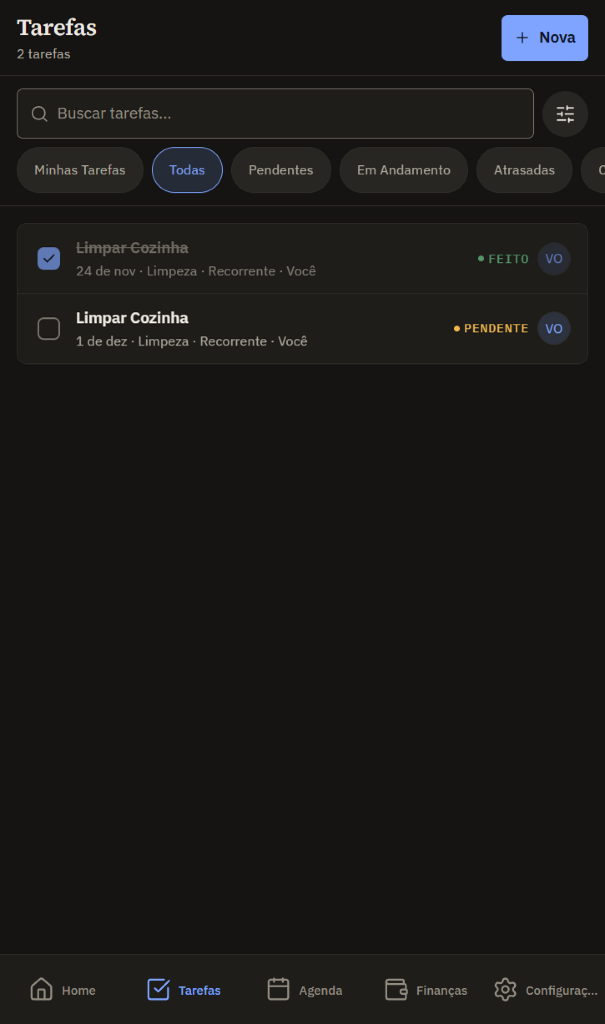 Tarefas
2 tarefas
+ Nova
Buscar tarefas...
Minhas Tarefas
Todas
Pendentes
Em Andamento
Atrasadas
Limpar Cozinha
24 de nov · Limpeza · Recorrente · Você
FEITO
VO
Limpar Cozinha
1 de dez · Limpeza · Recorrente · Você
PENDENTE
VO
Home
Tarefas
Agenda
Finanças
Configuraç...